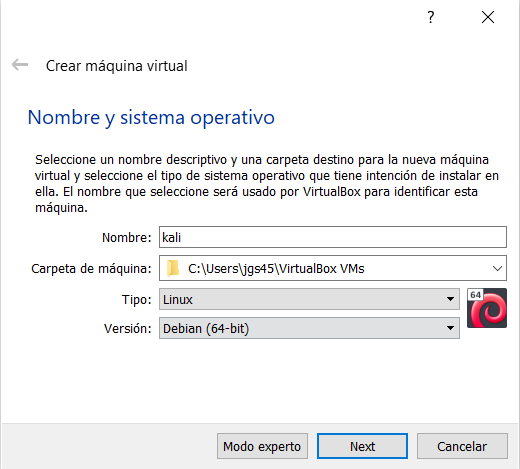 ?
Crear máquina virtual
Nombre y sistema operativo
Seleccione un nombre descriptivo y una carpeta destino para la nueva máquina
virtual y seleccione el tipo de sistema operativo que tiene intención de instalar en
ella. El nombre que seleccione será usado por VirtualBox para identificar esta
máquina.
Nombre: kali
Carpeta de máquina: C:\Users\jgs45\VirtualBox VMs
Tipo: Linux
64
Versión: Debian (64-bit)
Modo experto Next Cancelar